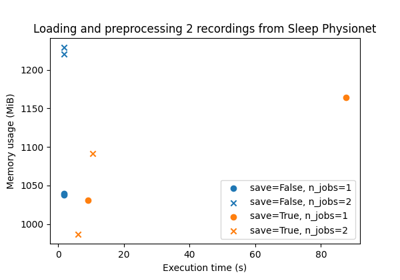 Loading and preprocessing 2 recordings from Sleep Physionet
1200
1150
1100
1050
1000
Memory usage (MiB)
save=False, n_jobs=1
save=False, n_jobs=2
save=True, n_jobs=1
save=True, n_jobs=2
0 20 40 60 80
Execution time (s)